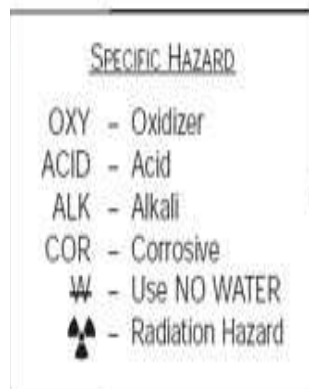 SPECIFIC HAZARD
OXY – Oxidizer
ACID – Acid
ALK – Alkali
COR – Corrosive
W̶ – Use NO WATER
☢ – Radiation Hazard